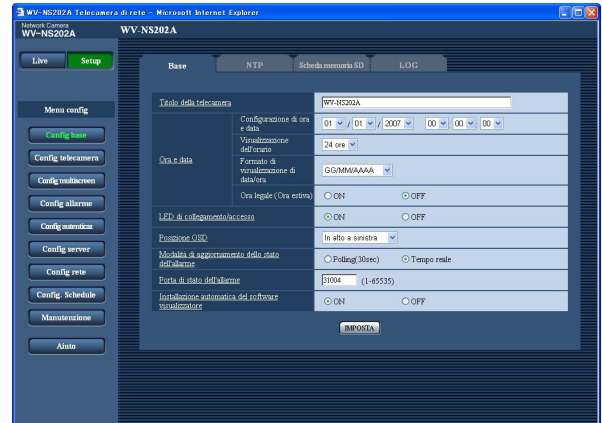 WV-NS202A Telecamera di rete - Microsoft Internet Explorer
Network Camera
WV-NS202A
WV-NS202A
Live Setup
Base NTP Scheda memoria SD LOG
Menu config
Config base
Config telecamera
Config multiscreen
Config allarme
Config autenticaz
Config server
Config rete
Config. Schedule
Manutenzione
Aiuto
Titolo della telecamera WV-NS202A
Ora e data
Configurazione di ora
e data
01 / 01 / 2007 00 : 00 : 00
Visualizzazione
dell'orario
24 ore
Formato di
visualizzazione di
data/ora
GG/MM/AAAA
Ora legale (Ora estiva) ON OFF
LED di collegamento/accesso ON OFF
Posizione OSD In alto a sinistra
Modalità di aggiornamento dello stato
dell'allarme
Polling(30sec) Tempo reale
Porta di stato dell'allarme 31004 (1-65535)
Installazione automatica del software
visualizzatore
ON OFF
IMPOSTA